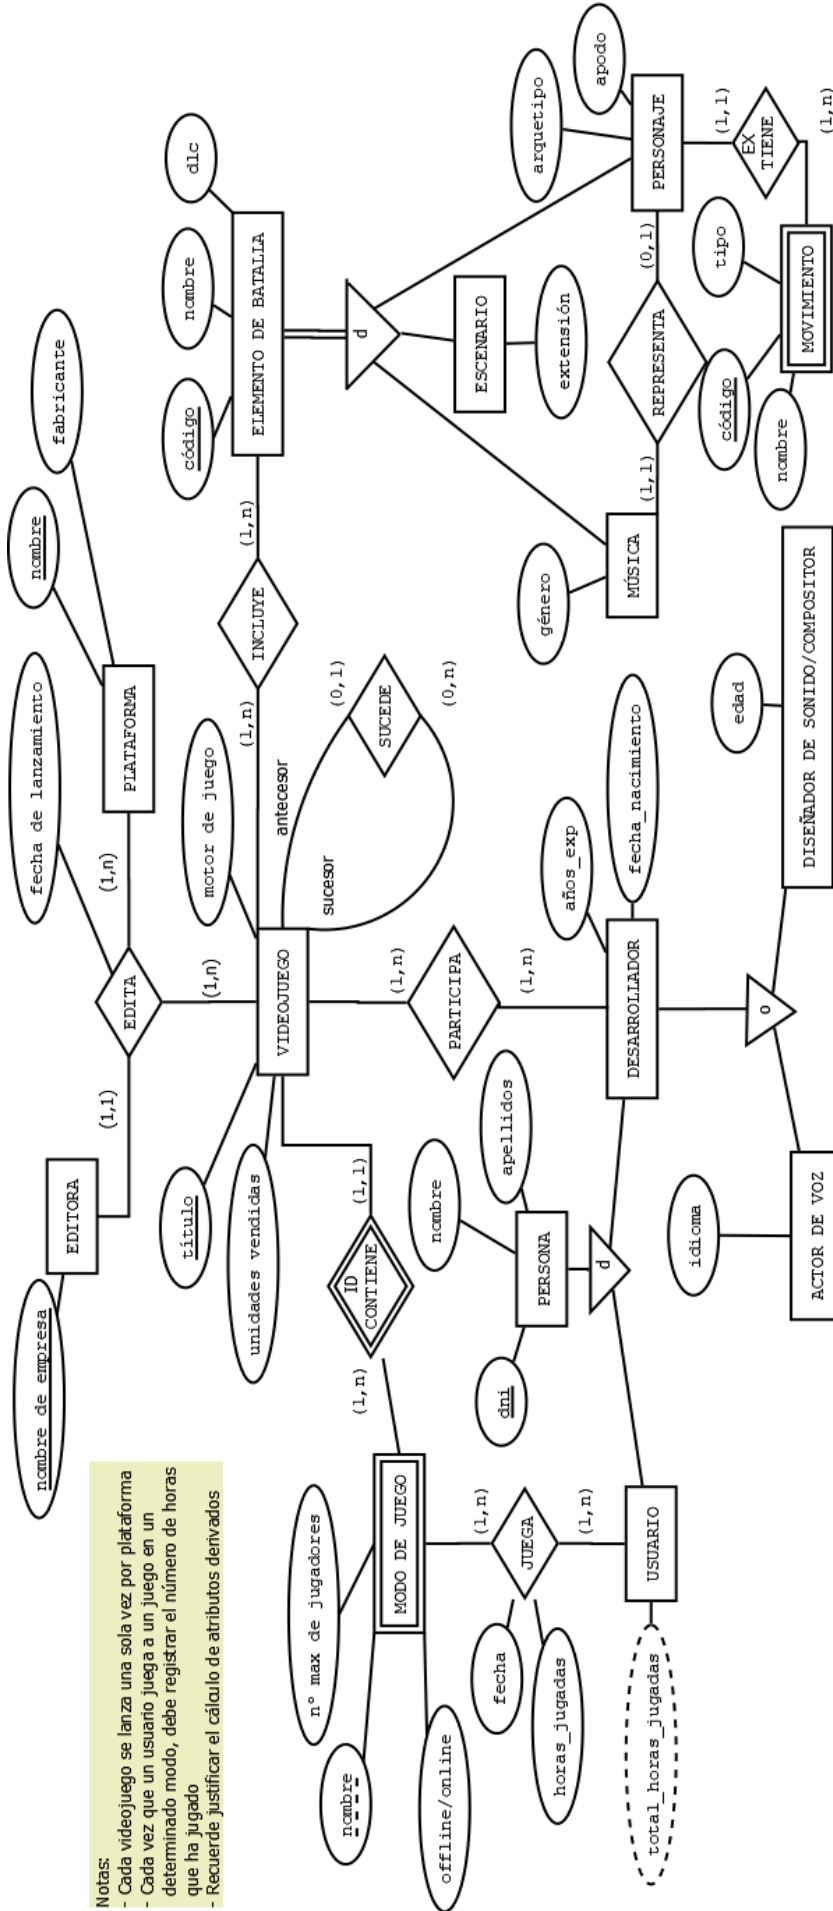 Notas:
- Cada videojuego se lanza una sola vez por plataforma
- Cada vez que un usuario juega a un juego en un
determinado modo, debe registrar el número de horas
que ha jugado
- Recuerde justificar el cálculo de atributos derivados
nombre de empresa
EDITORA
(1,1)
EDITA
fecha de lanzamiento
(1,n)
(1,n)
PLATAFORMA
nombre
fabricante
título
unidades vendidas
VIDEOJUEGO
motor de juego
(1,n)
INCLUYE
(1,n)
ELEMENTO DE BATALLA
código
nombre
dlc
antecesor
sucesor
(0,1)
SUCEDE
(0,n)
d
ESCENARIO
extensión
género
MÚSICA
(1,1)
REPRESENTA
(0,1)
PERSONAJE
arquetipo
apodo
(1,1)
EX
TIENE
(1,n)
MOVIMIENTO
código
nombre
tipo
(1,1)
ID
CONTIENE
(1,n)
MODO DE JUEGO
nº max de jugadores
nombre
offline/online
(1,n)
JUEGA
(1,n)
fecha
horas_jugadas
USUARIO
total_horas_jugadas
dni
PERSONA
nombre
apellidos
d
(1,n)
PARTICIPA
(1,n)
DESARROLLADOR
años_exp
fecha_nacimiento
o
idioma
ACTOR DE VOZ
edad
DISEÑADOR DE SONIDO/COMPOSITOR